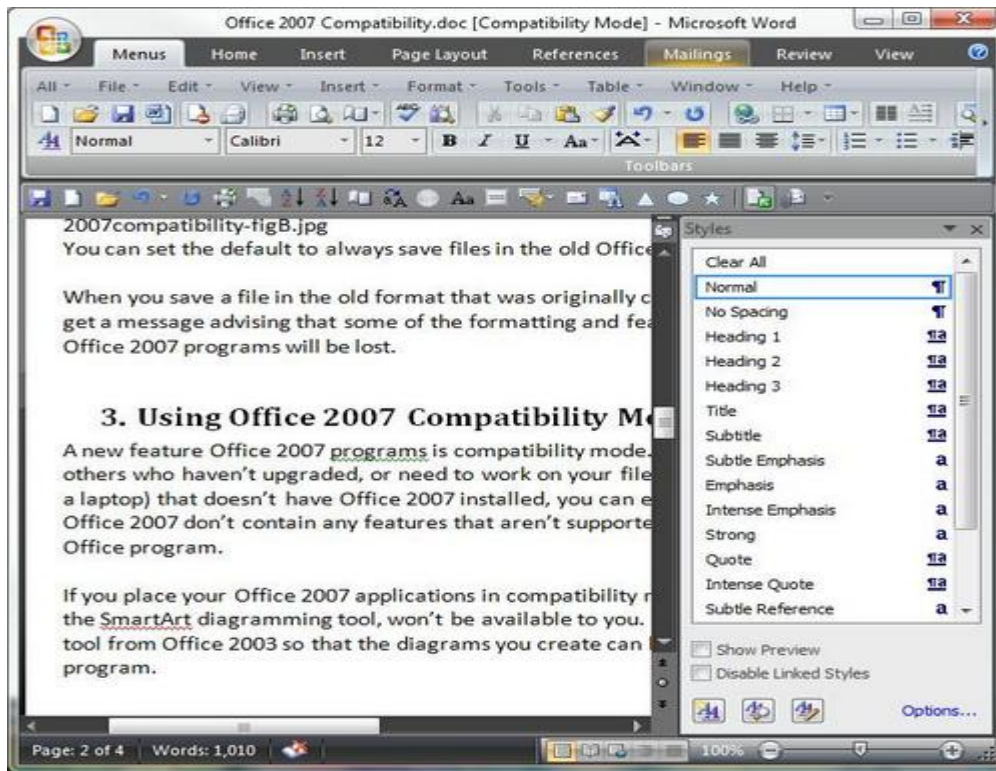 Office 2007 Compatibility.doc [Compatibility Mode] - Microsoft Word
Menus Home Insert Page Layout References Mailings Review View
All File Edit View Insert Format Tools Table Window Help
Normal Calibri 12 B I U Aa
Toolbars
Aa
2007compatibility-figB.jpg
You can set the default to always save files in the old Office
When you save a file in the old format that was originally c
get a message advising that some of the formatting and fea
Office 2007 programs will be lost.
3. Using Office 2007 Compatibility Mo
A new feature Office 2007 programs is compatibility mode.
others who haven't upgraded, or need to work on your file
a laptop) that doesn't have Office 2007 installed, you can e
Office 2007 don't contain any features that aren't supporte
Office program.
If you place your Office 2007 applications in compatibility
the SmartArt diagramming tool, won't be available to you.
tool from Office 2003 so that the diagrams you create can
program.
Styles
Clear All
Normal ¶
No Spacing ¶
Heading 1 ¶a
Heading 2 ¶a
Heading 3 ¶a
Title ¶a
Subtitle ¶a
Subtle Emphasis a
Emphasis a
Intense Emphasis a
Strong a
Quote ¶a
Intense Quote ¶a
Subtle Reference a
Show Preview
Disable Linked Styles
Options...
Page: 2 of 4 Words: 1,010 100%